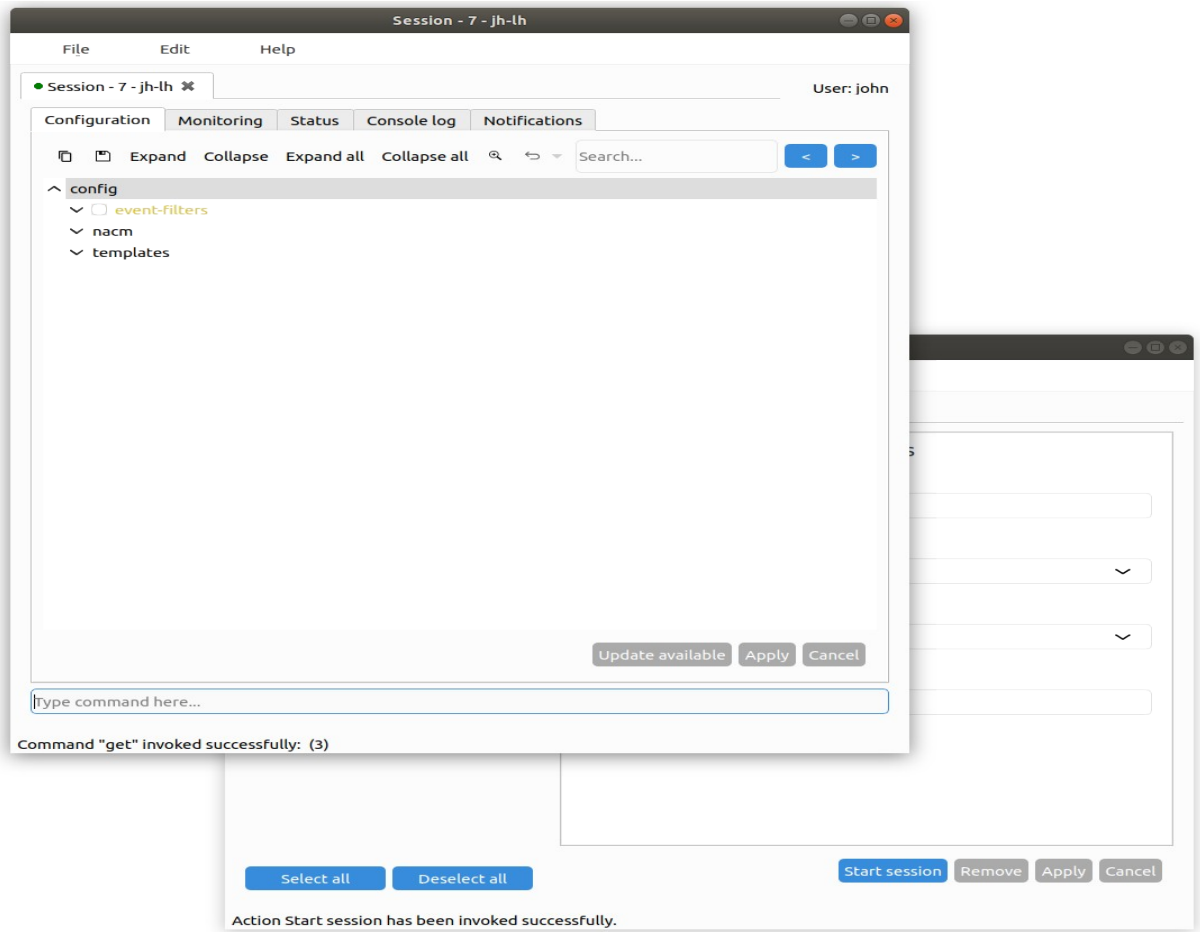 Session - 7 - jh-lh
File Edit Help
Session - 7 - jh-lh
User: john
Configuration Monitoring Status Console log Notifications
Expand Collapse Expand all Collapse all Search... < >
config
event-filters
nacm
templates
s
Update available Apply Cancel
Type command here...
Command "get" invoked successfully: (3)
Select all Deselect all Start session Remove Apply Cancel
Action Start session has been invoked successfully.